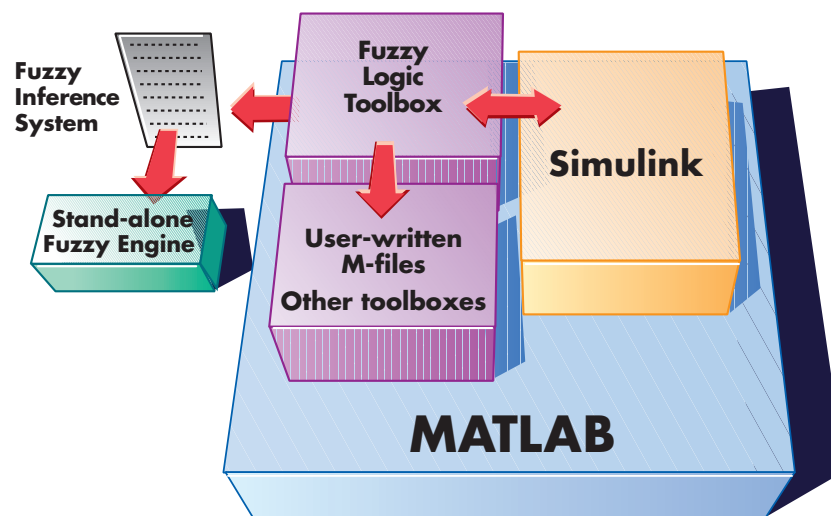 Fuzzy
Inference
System
Fuzzy
Logic
Toolbox
Simulink
Stand-alone
Fuzzy Engine
User-written
M-files
Other toolboxes
MATLAB